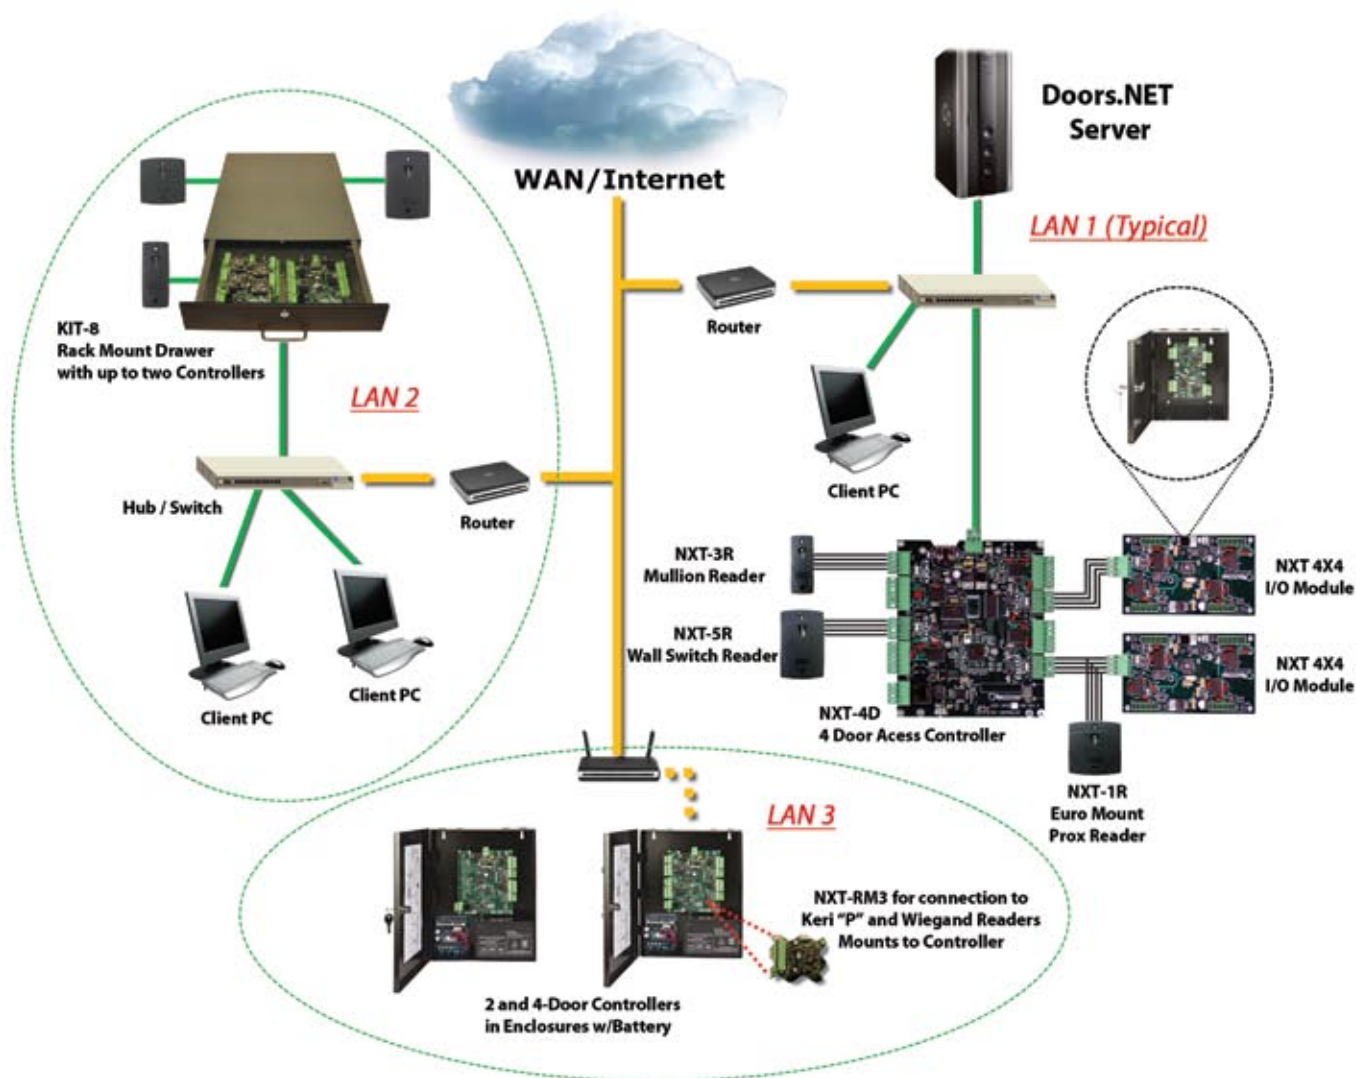 Doors.NET
Server
WAN/Internet
LAN 1 (Typical)
Router
KIT-8
Rack Mount Drawer
with up to two Controllers
LAN 2
Client PC
Hub / Switch
Router
NXT-3R
Mullion Reader
NXT 4X4
I/O Module
NXT-5R
Wall Switch Reader
NXT 4X4
I/O Module
Client PC
Client PC
NXT-4D
4 Door Acess Controller
NXT-1R
Euro Mount
Prox Reader
LAN 3
NXT-RM3 for connection to
Keri "P" and Wiegand Readers
Mounts to Controller
2 and 4-Door Controllers
in Enclosures w/Battery